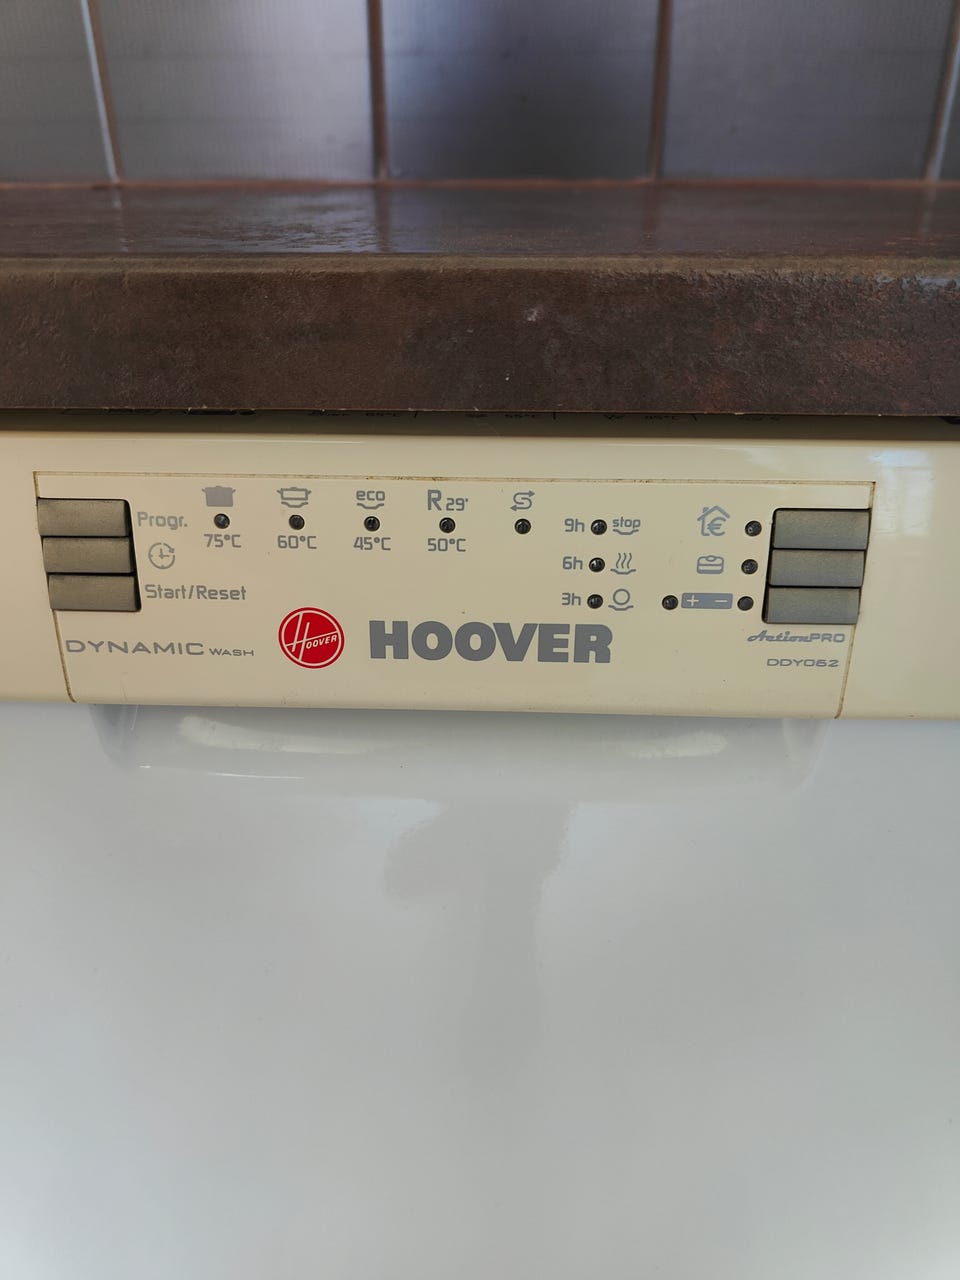 Progr.
75°C
60°C
eco
45°C
R 29'
50°C
9h stop
6h
3h
€
+ -
Start/Reset
DYNAMIC WASH
HOOVER
HOOVER
ActionPRO
DDY062